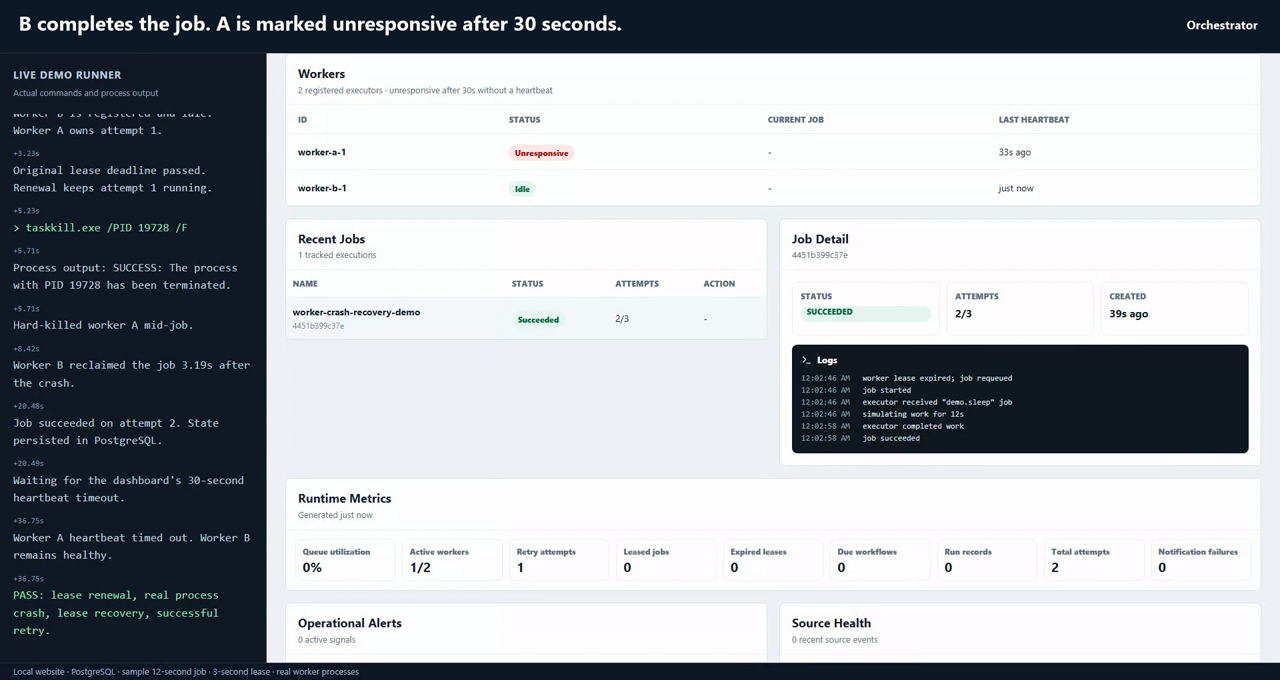 B completes the job. A is marked unresponsive after 30 seconds.
Orchestrator
LIVE DEMO RUNNER
Actual commands and process output
Worker B is registered and idle.
Worker A owns attempt 1.
+3.23s
Original lease deadline passed.
Renewal keeps attempt 1 running.
+5.23s
> taskkill.exe /PID 19728 /F
+5.71s
Process output: SUCCESS: The process
with PID 19728 has been terminated.
+5.71s
Hard-killed worker A mid-job.
+8.42s
Worker B reclaimed the job 3.19s after
the crash.
+20.48s
Job succeeded on attempt 2. State
persisted in PostgreSQL.
+20.49s
Waiting for the dashboard's 30-second
heartbeat timeout.
+36.75s
Worker A heartbeat timed out. Worker B
remains healthy.
+36.75s
PASS: lease renewal, real process
crash, lease recovery, successful
retry.
Workers
2 registered executors · unresponsive after 30s without a heartbeat
ID STATUS CURRENT JOB LAST HEARTBEAT
worker-a-1 Unresponsive - 33s ago
worker-b-1 Idle - just now
Recent Jobs
1 tracked executions
NAME STATUS ATTEMPTS ACTION
worker-crash-recovery-demo Succeeded 2/3 -
4451b399c37e
Job Detail
4451b399c37e
STATUS ATTEMPTS CREATED
SUCCEEDED 2/3 39s ago
>_ Logs
12:02:46 AM worker lease expired; job requeued
12:02:46 AM job started
12:02:46 AM executor received "demo.sleep" job
12:02:46 AM simulating work for 12s
12:02:58 AM executor completed work
12:02:58 AM job succeeded
Runtime Metrics
Generated just now
Queue utilization Active workers Retry attempts Leased jobs Expired leases Due workflows Run records Total attempts Notification failures
0% 1/2 1 0 0 0 0 2 0
Operational Alerts
0 active signals
Source Health
0 recent source events
Local website · PostgreSQL · sample 12-second job · 3-second lease · real worker processes